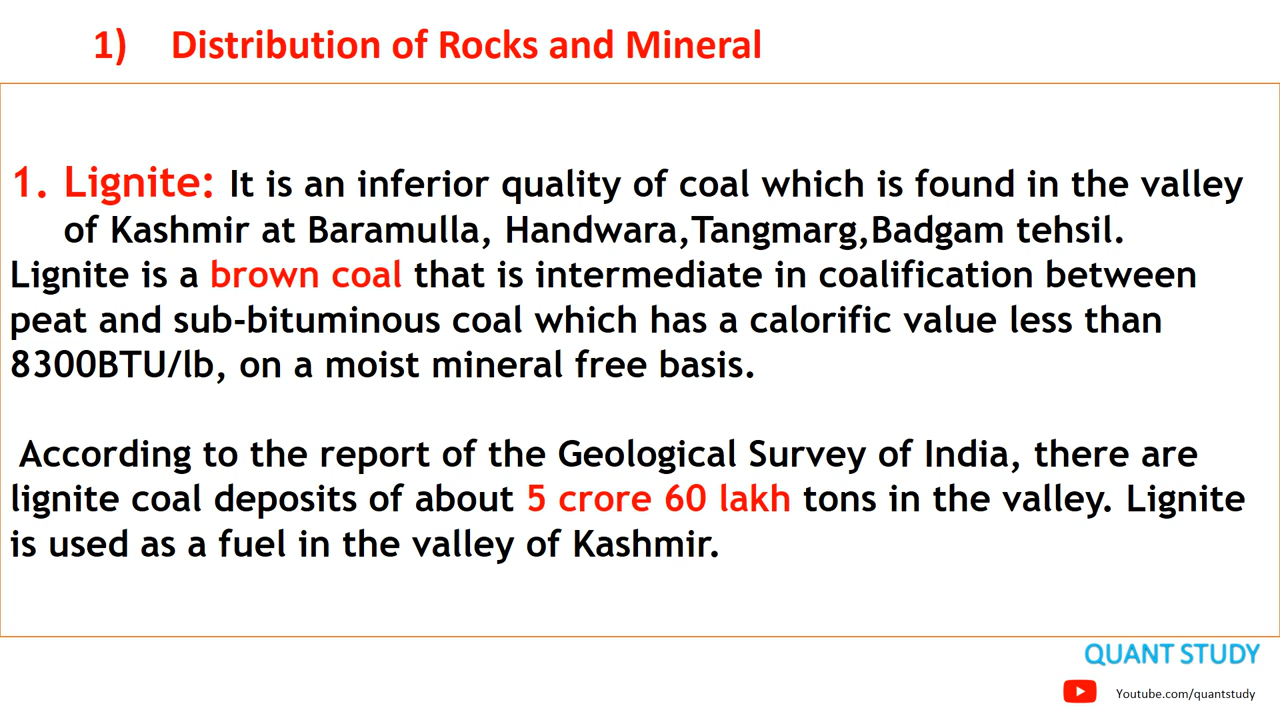 1) Distribution of Rocks and Mineral
1. Lignite: It is an inferior quality of coal which is found in the valley
of Kashmir at Baramulla, Handwara,Tangmarg,Badgam tehsil.
Lignite is a brown coal that is intermediate in coalification between
peat and sub-bituminous coal which has a calorific value less than
8300BTU/lb, on a moist mineral free basis.
According to the report of the Geological Survey of India, there are
lignite coal deposits of about 5 crore 60 lakh tons in the valley. Lignite
is used as a fuel in the valley of Kashmir.
QUANT STUDY
Youtube.com/quantstudy